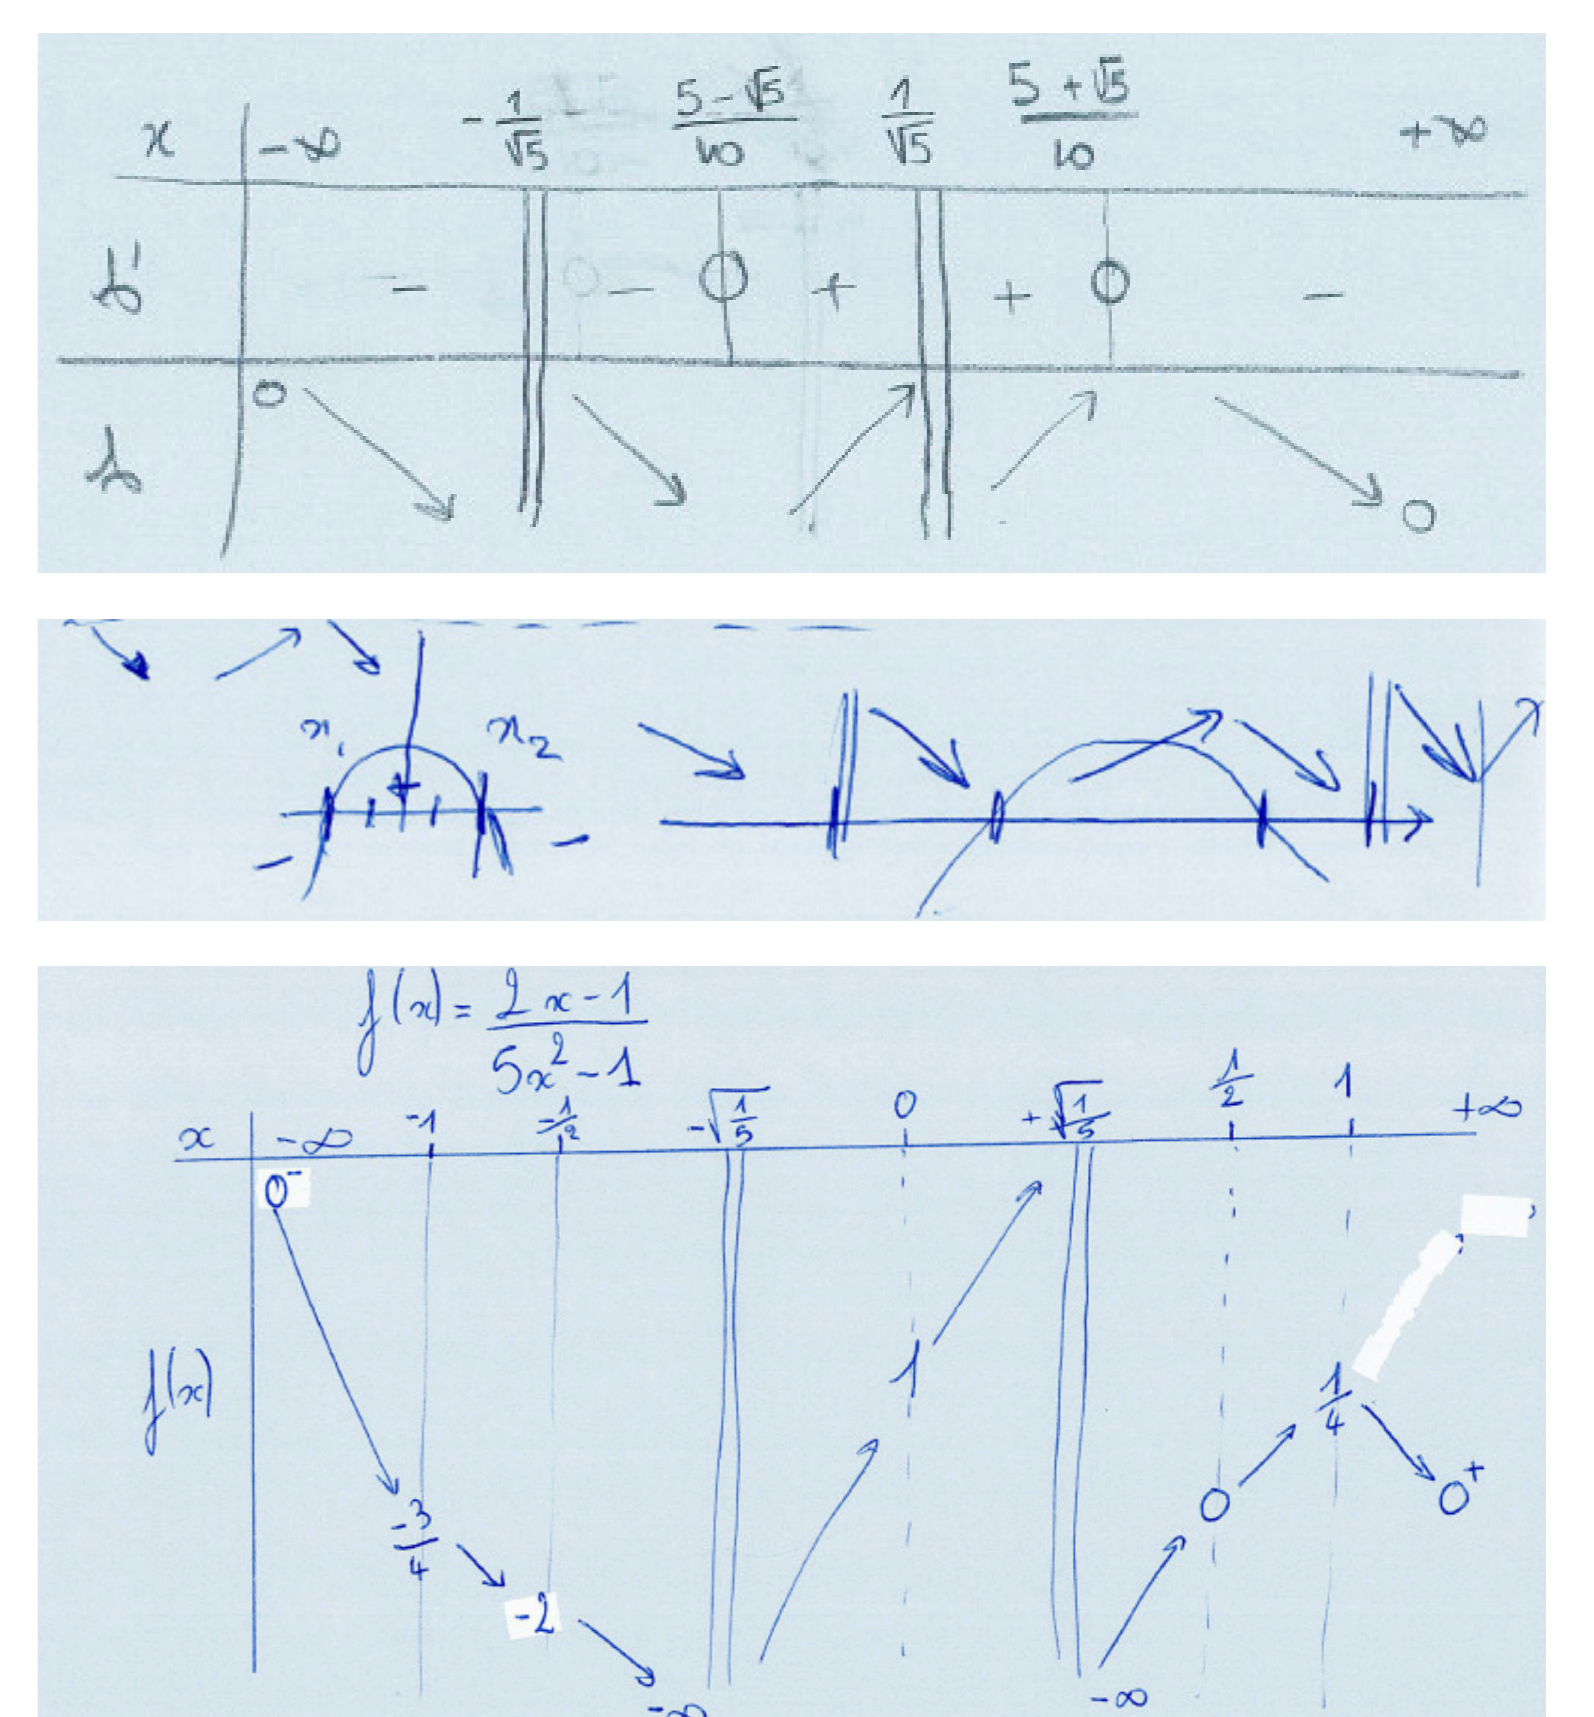 x -∞ -1/√5 (5-√5)/10 1/√5 (5+√5)/10 +∞
f' - - 0 + + 0 -
f 0 0
x₁ x₂
- -
f(x) = (2x-1)/(5x²-1)
x -∞ -1 -1/2 -√(1/5) 0 +√(1/5) 1/2 1 +∞
f(x) 0⁻ -3/4 -2 -∞ 1 -∞ 0 1/4 0⁺